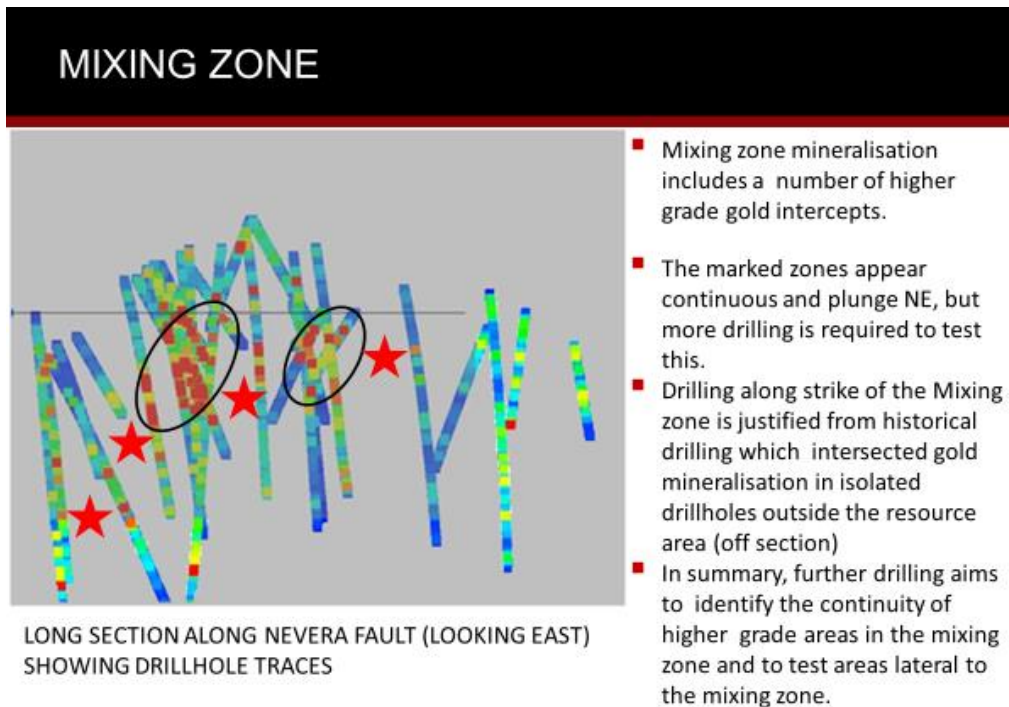 MIXING ZONE
Mixing zone mineralisation
includes a number of higher
grade gold intercepts.
The marked zones appear
continuous and plunge NE, but
more drilling is required to test
this.
Drilling along strike of the Mixing
zone is justified from historical
drilling which intersected gold
mineralisation in isolated
drillholes outside the resource
area (off section)
In summary, further drilling aims
to identify the continuity of
higher grade areas in the mixing
zone and to test areas lateral to
the mixing zone.
LONG SECTION ALONG NEVERA FAULT (LOOKING EAST)
SHOWING DRILLHOLE TRACES